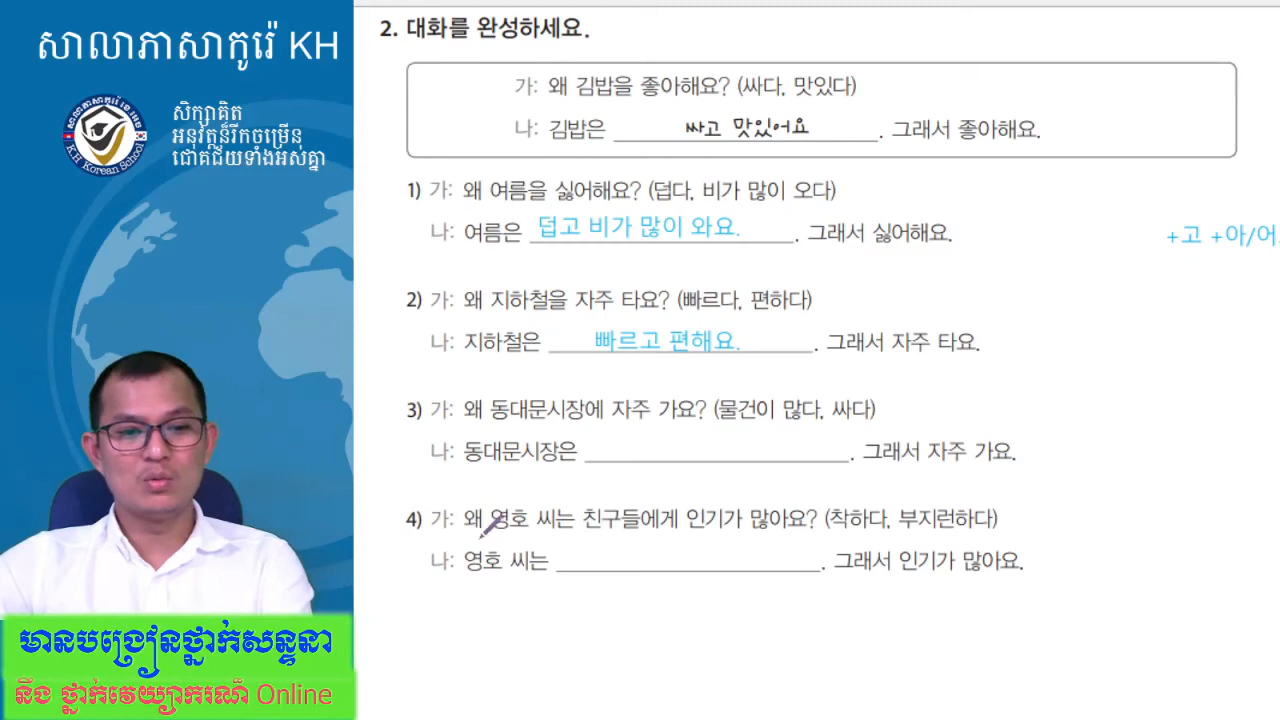 សាលាភាសាកូរ៉េ KH
សិក្សាគិត
អនុវត្តន៍រីកចម្រើន
ជោគជ័យទាំងអស់គ្នា
សាលាភាសាកូរ៉េ ខេ អេច
K.H Korean School
មានបង្រៀនថ្នាក់សន្ទនា
និង ថ្នាក់វេយ្យាករណ៍ Online
2. 대화를 완성하세요.
가: 왜 김밥을 좋아해요? (싸다, 맛있다)
나: 김밥은 싸고 맛있어요. 그래서 좋아해요.
1) 가: 왜 여름을 싫어해요? (덥다, 비가 많이 오다)
나: 여름은 덥고 비가 많이 와요. . 그래서 싫어해요.
+고 +아/어
2) 가: 왜 지하철을 자주 타요? (빠르다, 편하다)
나: 지하철은 빠르고 편해요. . 그래서 자주 타요.
3) 가: 왜 동대문시장에 자주 가요? (물건이 많다, 싸다)
나: 동대문시장은 . 그래서 자주 가요.
4) 가: 왜 영호 씨는 친구들에게 인기가 많아요? (착하다, 부지런하다)
나: 영호 씨는 . 그래서 인기가 많아요.